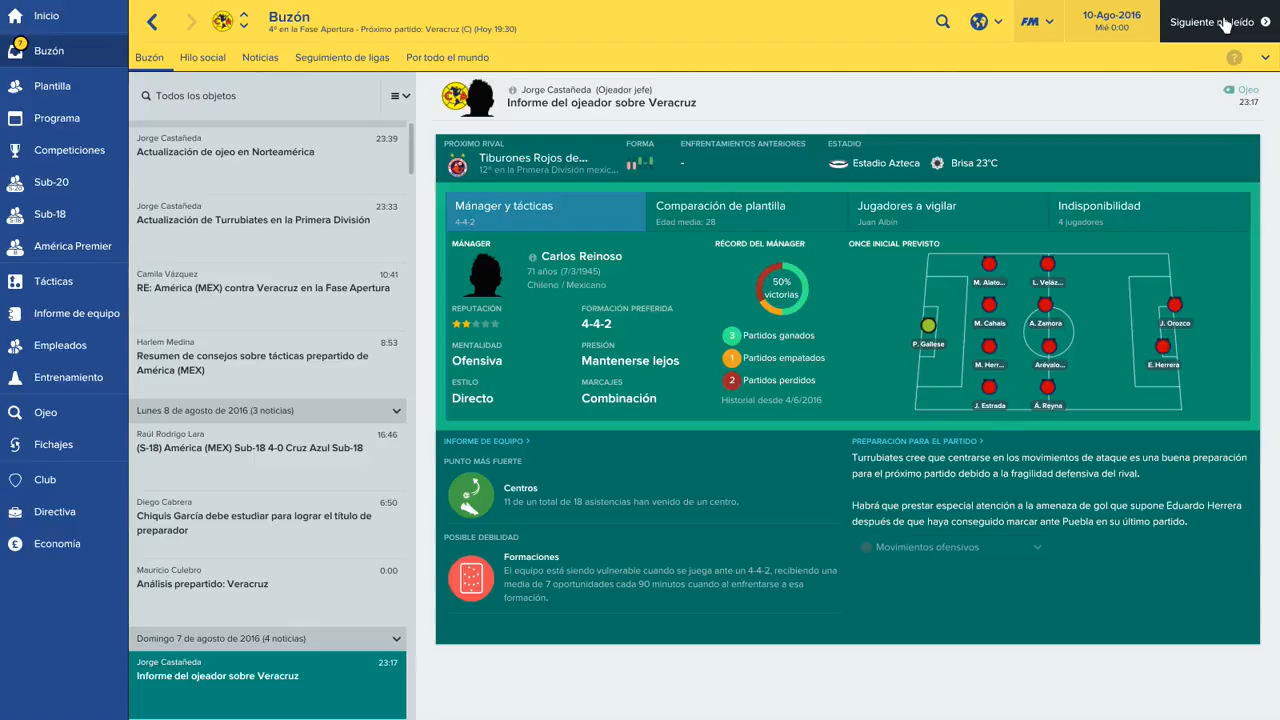 Inicio
7
Buzón
Plantilla
Programa
Competiciones
Sub-20
Sub-18
América Premier
Tácticas
Informe de equipo
Empleados
Entrenamiento
Ojeo
Fichajes
Club
Directiva
Economía
Buzón
4º en la Fase Apertura - Próximo partido: Veracruz (C) (Hoy 19:30)
FM
10-Ago-2016
Mié 0:00
Buzón
Hilo social
Noticias
Seguimiento de ligas
Por todo el mundo
?
Todos los objetos
Jorge Castañeda 23:39
Actualización de ojeo en Norteamérica
Jorge Castañeda 23:33
Actualización de Turrubiates en la Primera División
Camila Vázquez 10:41
RE: América (MEX) contra Veracruz en la Fase Apertura
Harlem Medina 8:53
Resumen de consejos sobre tácticas prepartido de
América (MEX)
Lunes 8 de agosto de 2016 (3 noticias)
Raúl Rodrigo Lara 16:46
(S-18) América (MEX) Sub-18 4-0 Cruz Azul Sub-18
Diego Cabrera 6:50
Chiquis García debe estudiar para lograr el título de
preparador
Mauricio Culebro 0:00
Análisis prepartido: Veracruz
Domingo 7 de agosto de 2016 (4 noticias)
Jorge Castañeda 23:17
Informe del ojeador sobre Veracruz
Jorge Castañeda (Ojeador jefe)
Informe del ojeador sobre Veracruz
Ojeo
23:17
PRÓXIMO RIVAL
Tiburones Rojos de...
12º en la Primera División mexic...
FORMA
ENFRENTAMIENTOS ANTERIORES
-
ESTADIO
Estadio Azteca
Brisa 23°C
Mánager y tácticas
4-4-2
Comparación de plantilla
Edad media: 28
Jugadores a vigilar
Juan Albín
Indisponibilidad
4 jugadores
MÁNAGER
Carlos Reinoso
71 años (7/3/1945)
Chileno / Mexicano
REPUTACIÓN
FORMACIÓN PREFERIDA
4-4-2
MENTALIDAD
Ofensiva
PRESIÓN
Mantenerse lejos
ESTILO
Directo
MARCAJES
Combinación
RÉCORD DEL MÁNAGER
50%
victorias
3 Partidos ganados
1 Partidos empatados
2 Partidos perdidos
Historial desde 4/6/2016
ONCE INICIAL PREVISTO
M. Alato...
L. Veláz...
M. Cahais
A. Zamora
J. Orozco
P. Gallese
M. Herr...
Arévalo...
E. Herrera
J. Estrada
Á. Reyna
INFORME DE EQUIPO >
PUNTO MÁS FUERTE
Centros
11 de un total de 18 asistencias han venido de un centro.
POSIBLE DEBILIDAD
Formaciones
El equipo está siendo vulnerable cuando se juega ante un 4-4-2, recibiendo una
media de 7 oportunidades cada 90 minutos cuando al enfrentarse a esa
formación.
PREPARACIÓN PARA EL PARTIDO >
Turrubiates cree que centrarse en los movimientos de ataque es una buena preparación
para el próximo partido debido a la fragilidad defensiva del rival.
Habrá que prestar especial atención a la amenaza de gol que supone Eduardo Herrera
después de que haya conseguido marcar ante Puebla en su último partido.
Movimientos ofensivos